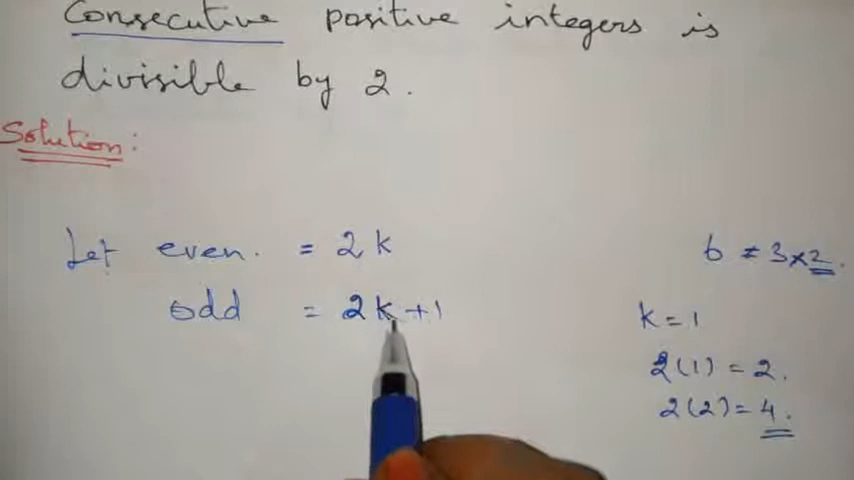 Consecutive positive integers is
divisible by 2.
Solution:
Let even. = 2k
odd = 2k+1
6 = 3×2.
k=1
2(1) = 2.
2(2) = 4.